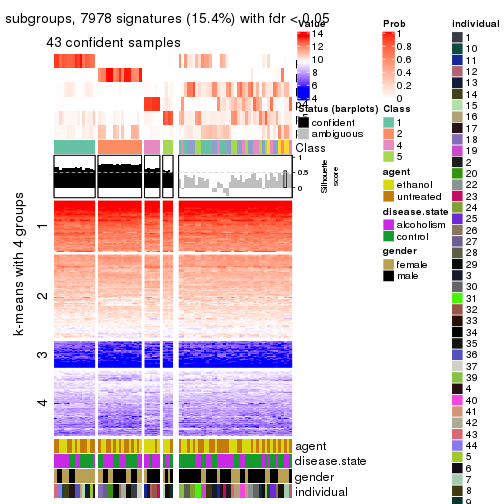 subgroups, 7978 signatures (15.4%) with fdr < 0.05
43 confident samples
k-means with 4 groups
1
2
3
4
Class
1
0.5
0
Silhouette
score
agent
disease.state
gender
individual
Value
14
12
10
8
6
4
Status (barplots)
confident
ambiguous
Prob
1
0.8
0.6
0.4
0.2
0
Class
1
2
4
5
agent
ethanol
untreated
disease.state
alcoholism
control
gender
female
male
individual
1
10
11
12
13
14
15
16
17
18
19
2
20
22
23
24
25
26
27
28
29
3
30
31
32
33
34
35
36
37
39
4
40
41
42
43
44
5
6
7
8
9